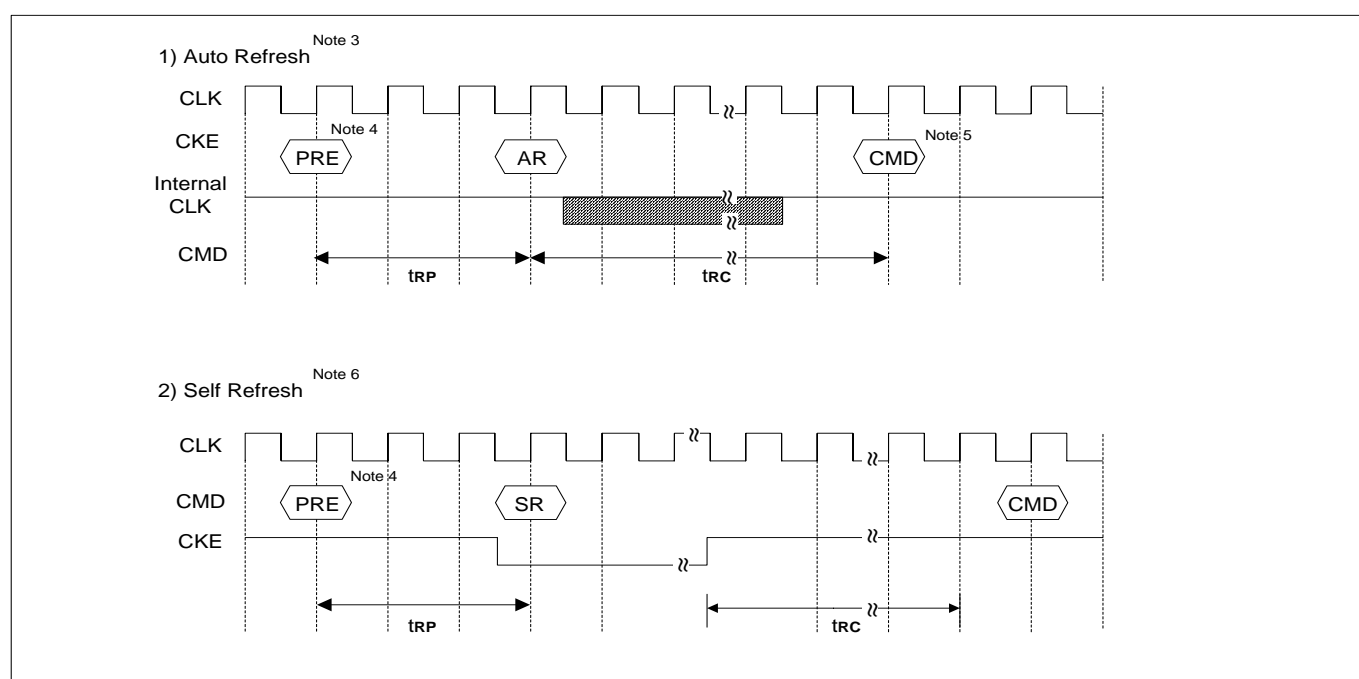 1) Auto Refresh Note 3
CLK
CKE
Note 4
Note 5
PRE
AR
CMD
Internal
CLK
CMD
tRP
tRC
2) Self Refresh Note 6
CLK
Note 4
CMD
PRE
SR
CMD
CKE
tRP
tRC